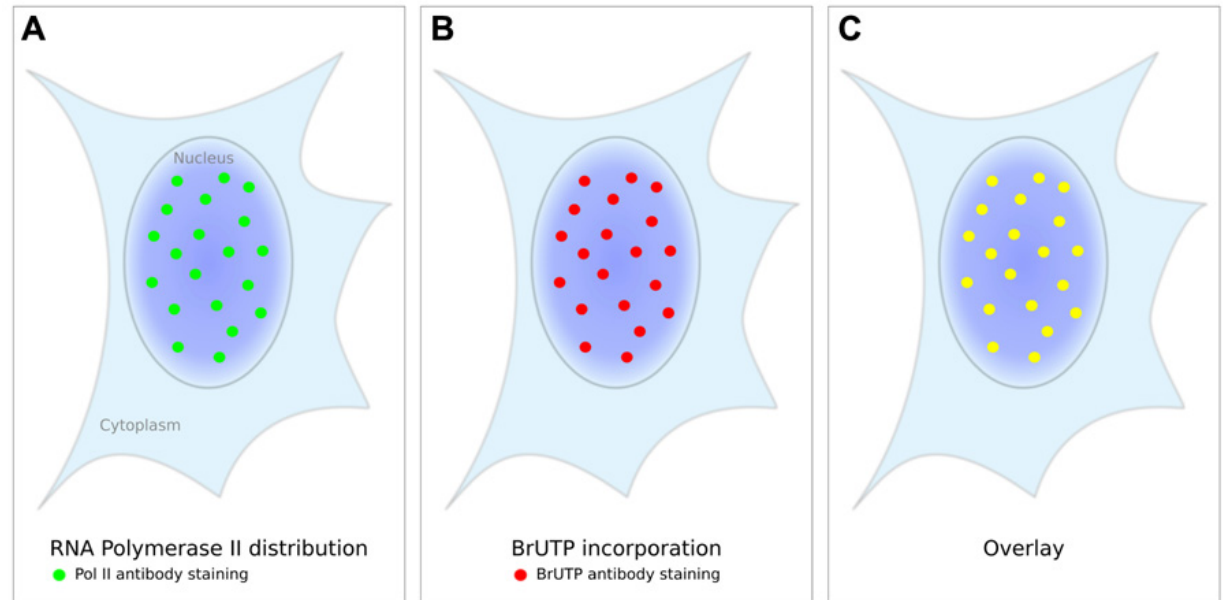 A
Nucleus
Cytoplasm
RNA Polymerase II distribution
Pol II antibody staining
B
BrUTP incorporation
BrUTP antibody staining
C
Overlay